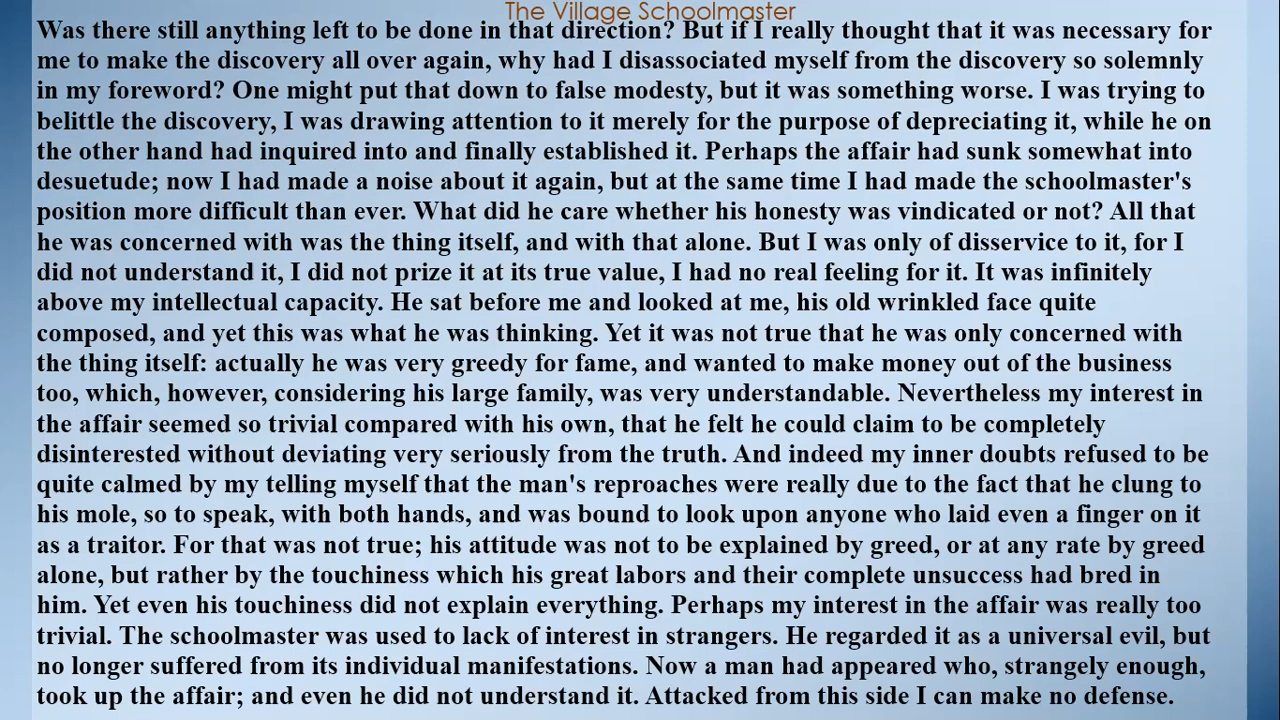 The Village Schoolmaster
Was there still anything left to be done in that direction? But if I really thought that it was necessary for
me to make the discovery all over again, why had I disassociated myself from the discovery so solemnly
in my foreword? One might put that down to false modesty, but it was something worse. I was trying to
belittle the discovery, I was drawing attention to it merely for the purpose of depreciating it, while he on
the other hand had inquired into and finally established it. Perhaps the affair had sunk somewhat into
desuetude; now I had made a noise about it again, but at the same time I had made the schoolmaster's
position more difficult than ever. What did he care whether his honesty was vindicated or not? All that
he was concerned with was the thing itself, and with that alone. But I was only of disservice to it, for I
did not understand it, I did not prize it at its true value, I had no real feeling for it. It was infinitely
above my intellectual capacity. He sat before me and looked at me, his old wrinkled face quite
composed, and yet this was what he was thinking. Yet it was not true that he was only concerned with
the thing itself: actually he was very greedy for fame, and wanted to make money out of the business
too, which, however, considering his large family, was very understandable. Nevertheless my interest in
the affair seemed so trivial compared with his own, that he felt he could claim to be completely
disinterested without deviating very seriously from the truth. And indeed my inner doubts refused to be
quite calmed by my telling myself that the man's reproaches were really due to the fact that he clung to
his mole, so to speak, with both hands, and was bound to look upon anyone who laid even a finger on it
as a traitor. For that was not true; his attitude was not to be explained by greed, or at any rate by greed
alone, but rather by the touchiness which his great labors and their complete unsuccess had bred in
him. Yet even his touchiness did not explain everything. Perhaps my interest in the affair was really too
trivial. The schoolmaster was used to lack of interest in strangers. He regarded it as a universal evil, but
no longer suffered from its individual manifestations. Now a man had appeared who, strangely enough,
took up the affair; and even he did not understand it. Attacked from this side I can make no defense.